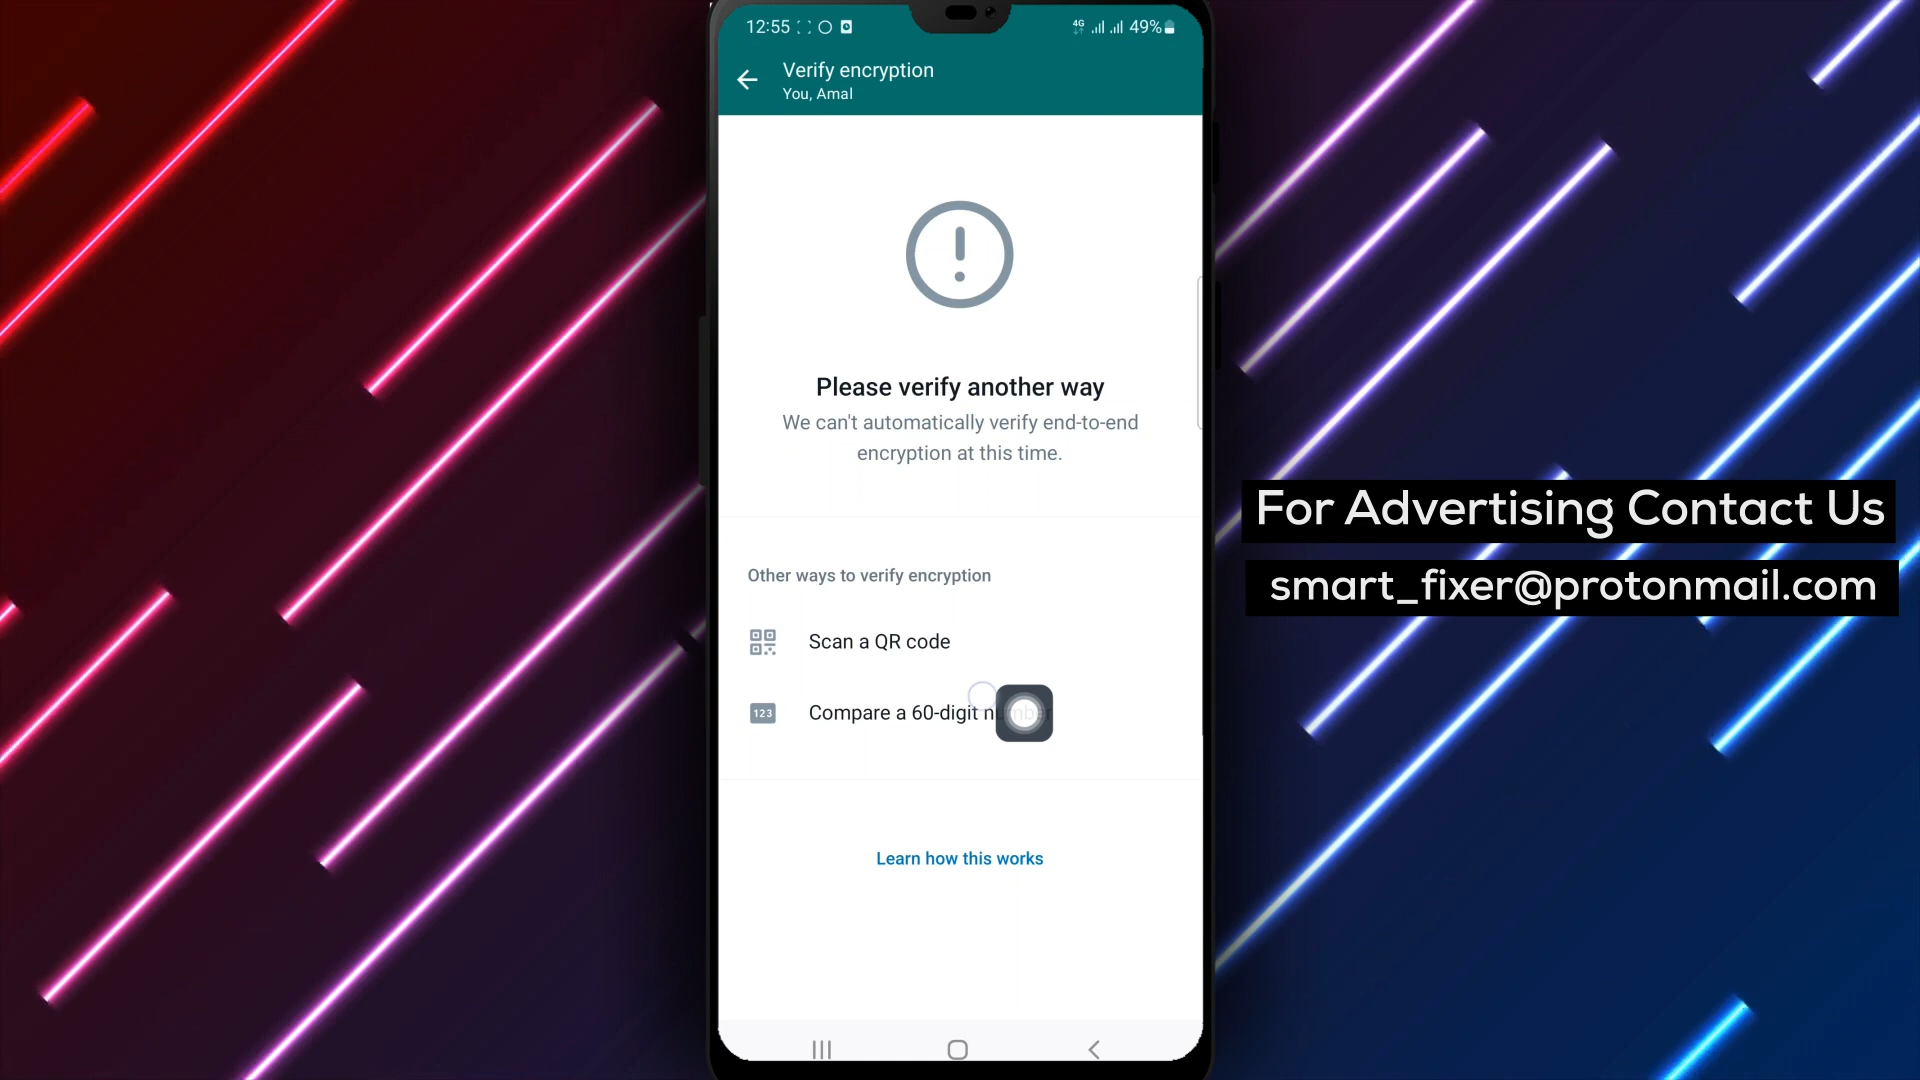 12:55
4G 49%
Verify encryption
You, Amal
Please verify another way
We can't automatically verify end-to-end
encryption at this time.
For Advertising Contact Us
smart_fixer@protonmail.com
Other ways to verify encryption
Scan a QR code
123 Compare a 60-digit number
Learn how this works